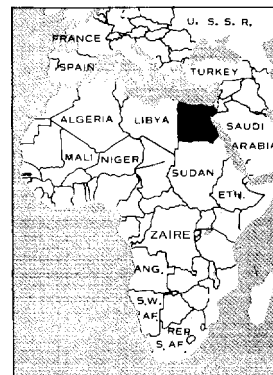 U. S. S. R.
FRANCE
SPAIN
TURKEY
ALGERIA
LIBYA
SAUDI
ARABIA
MALI
NIGER
SUDAN
ETH.
ZAIRE
ANG.
S.W.
AF.
REP.
S. AF.